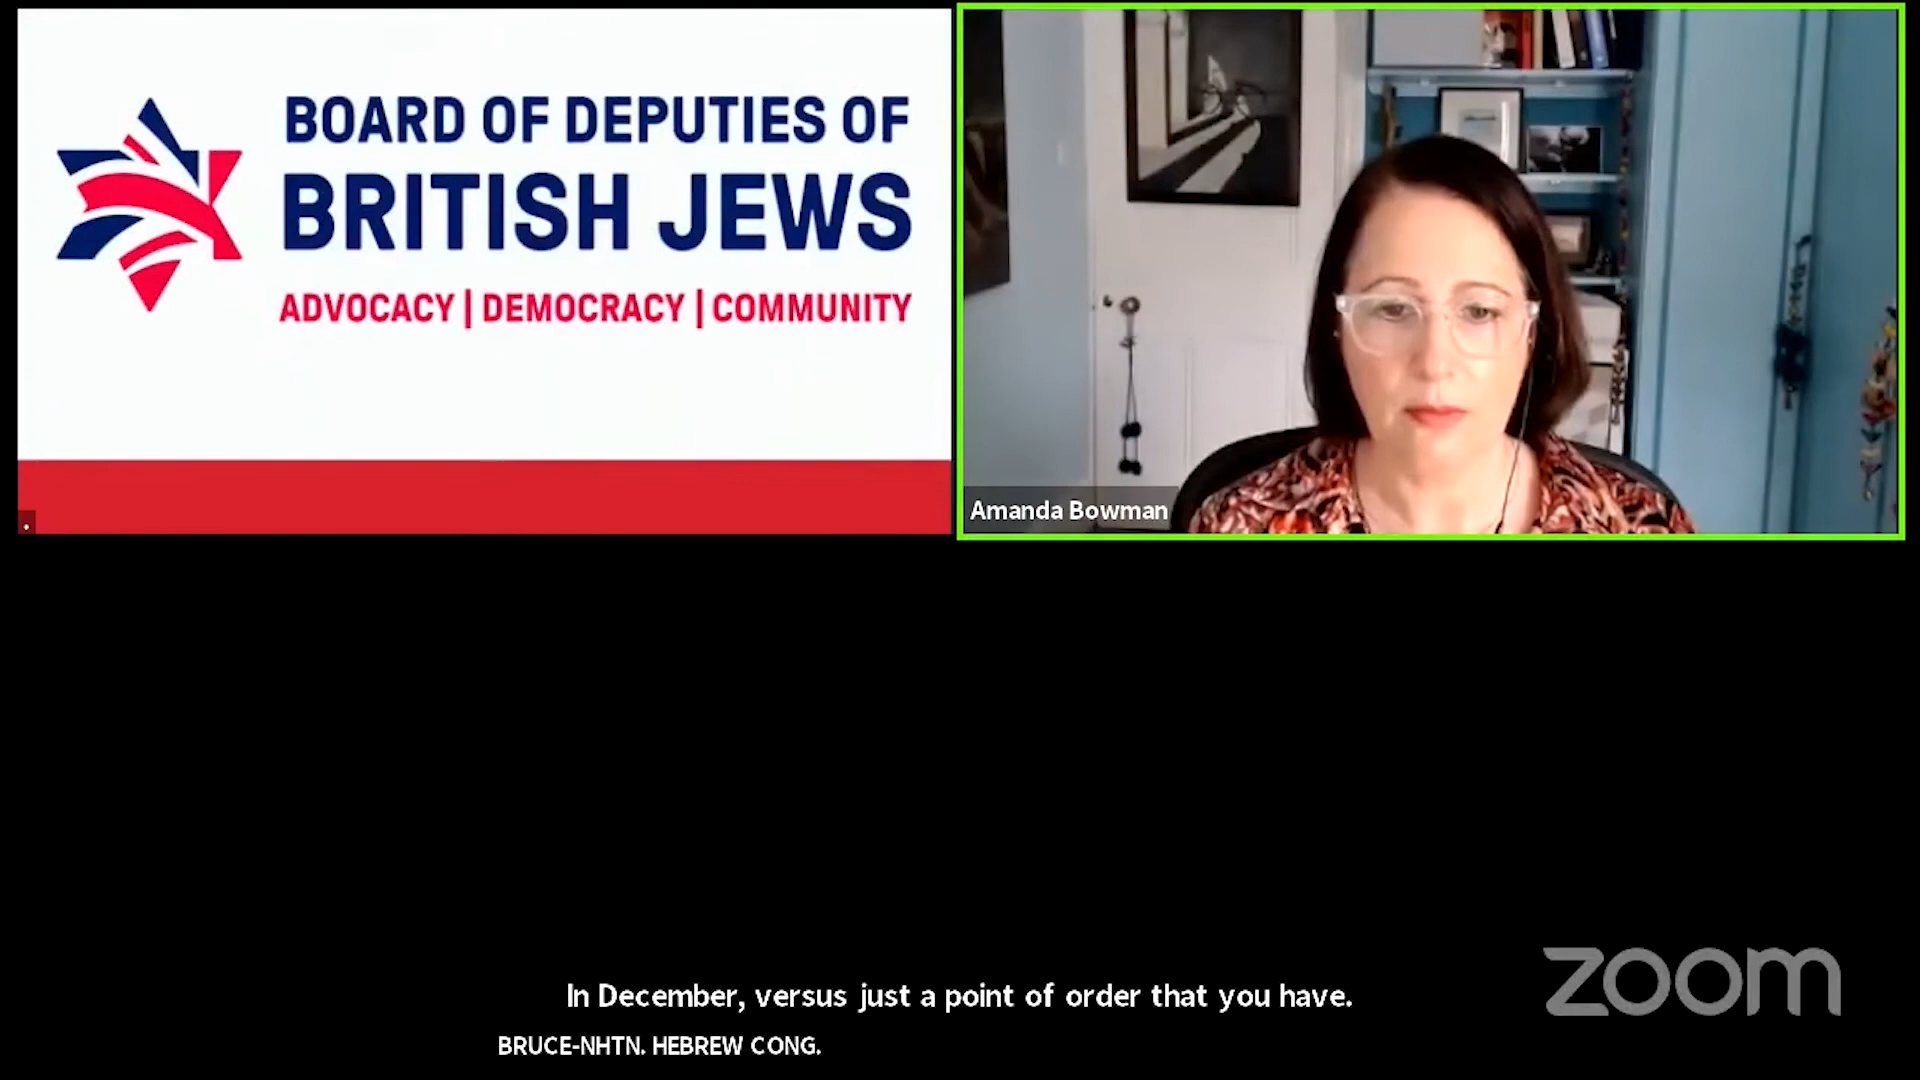 BOARD OF DEPUTIES OF
BRITISH JEWS
ADVOCACY | DEMOCRACY | COMMUNITY
Amanda Bowman
In December, versus just a point of order that you have.
BRUCE-NHTN. HEBREW CONG.
zoom